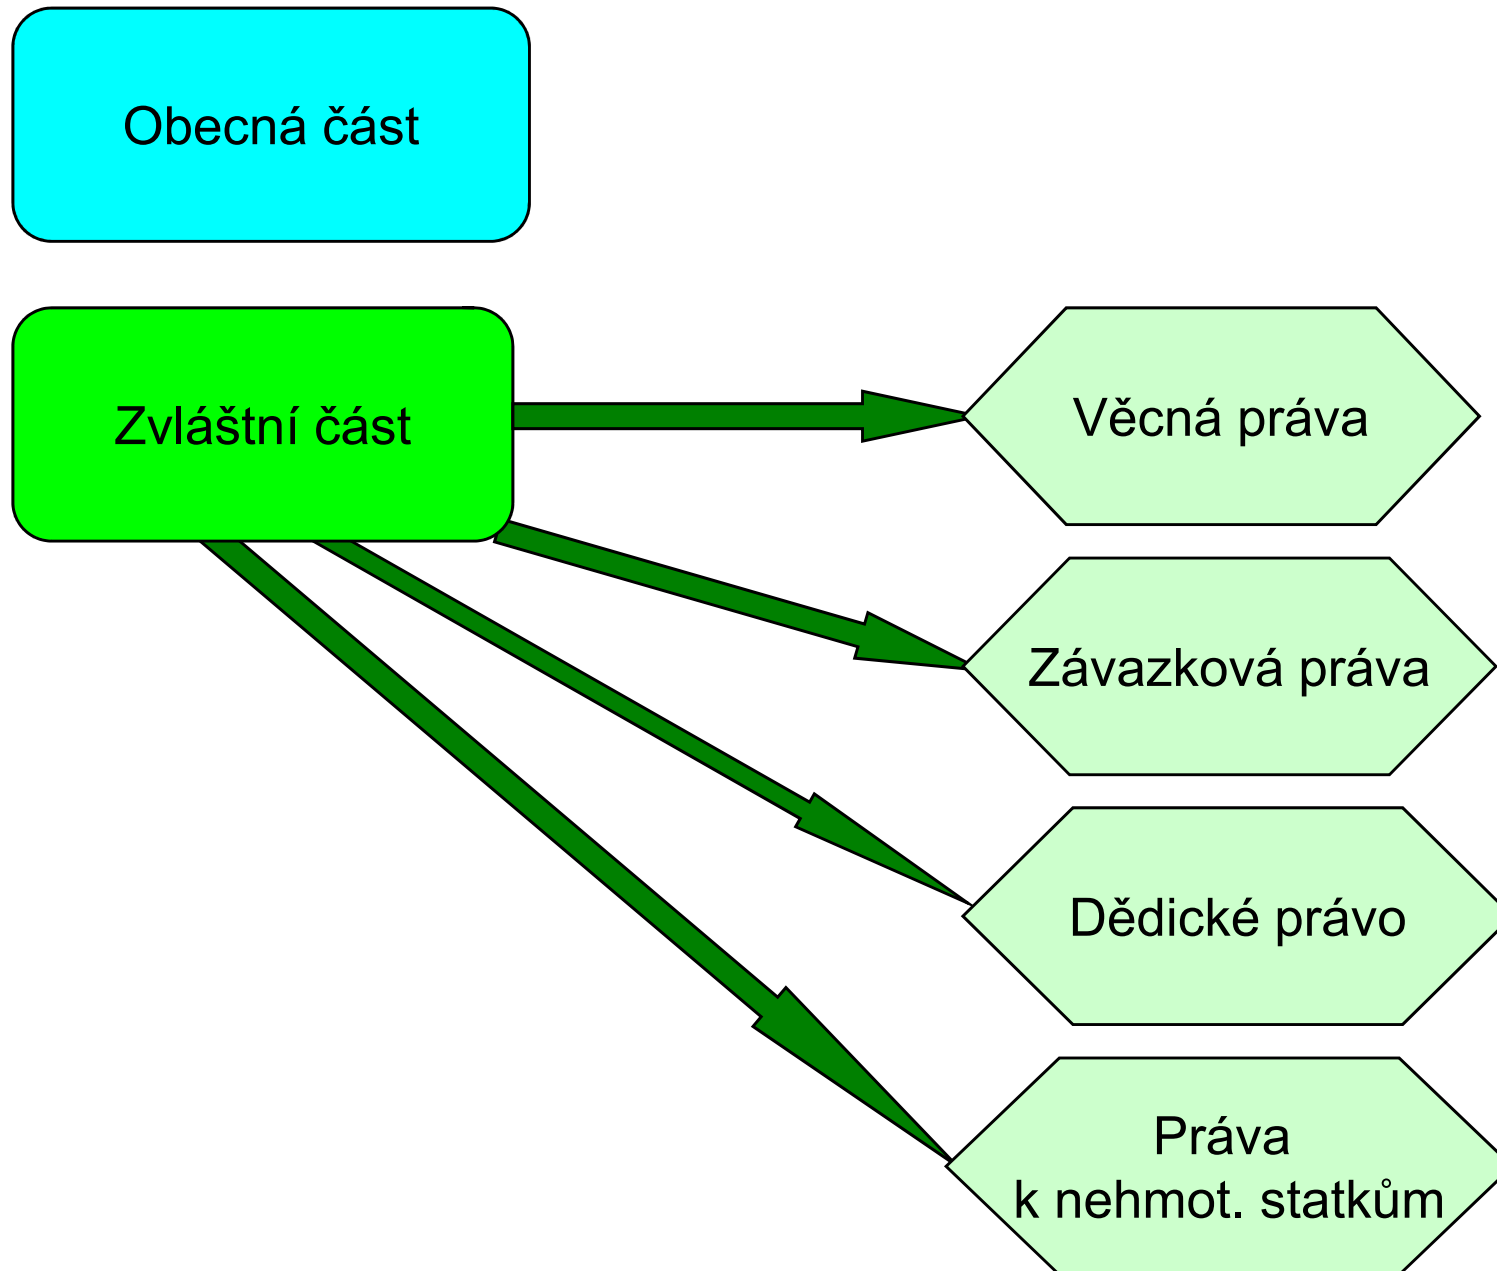 Obecná část
Zvláštní část
Věcná práva
Závazková práva
Dědické právo
Práva
k nehmot. statkům